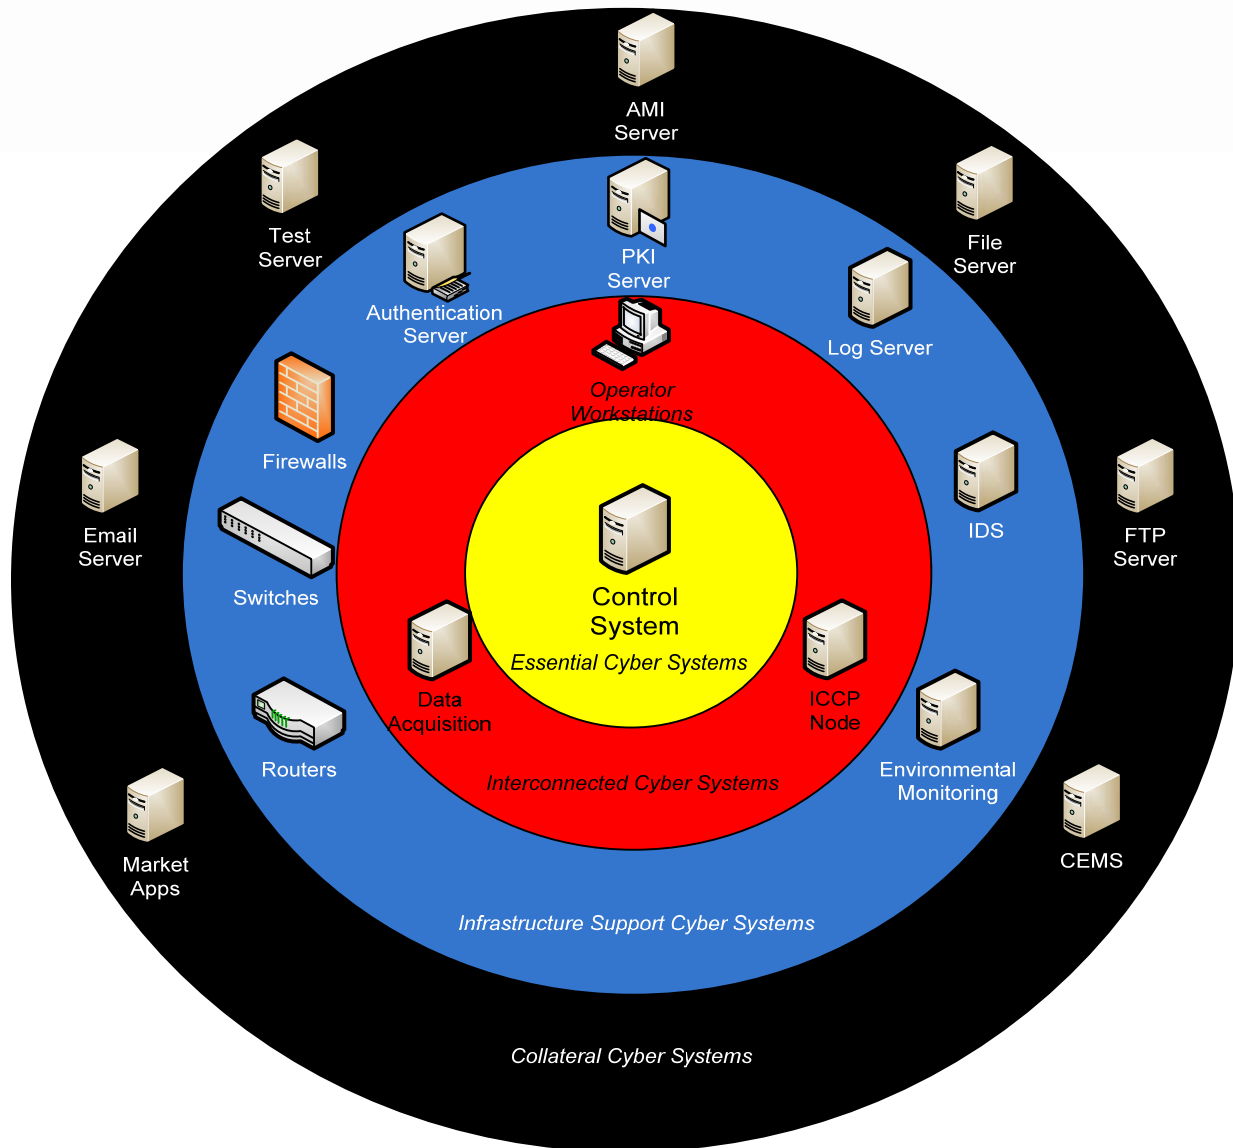 AMI
Server
Test
Server
File
Server
PKI
Server
Authentication
Server
Log Server
Operator
Workstations
Firewalls
Email
Server
IDS
FTP
Server
Switches
Control
System
Essential Cyber Systems
Data
Acquisition
ICCP
Node
Routers
Environmental
Monitoring
Interconnected Cyber Systems
Market
Apps
CEMS
Infrastructure Support Cyber Systems
Collateral Cyber Systems